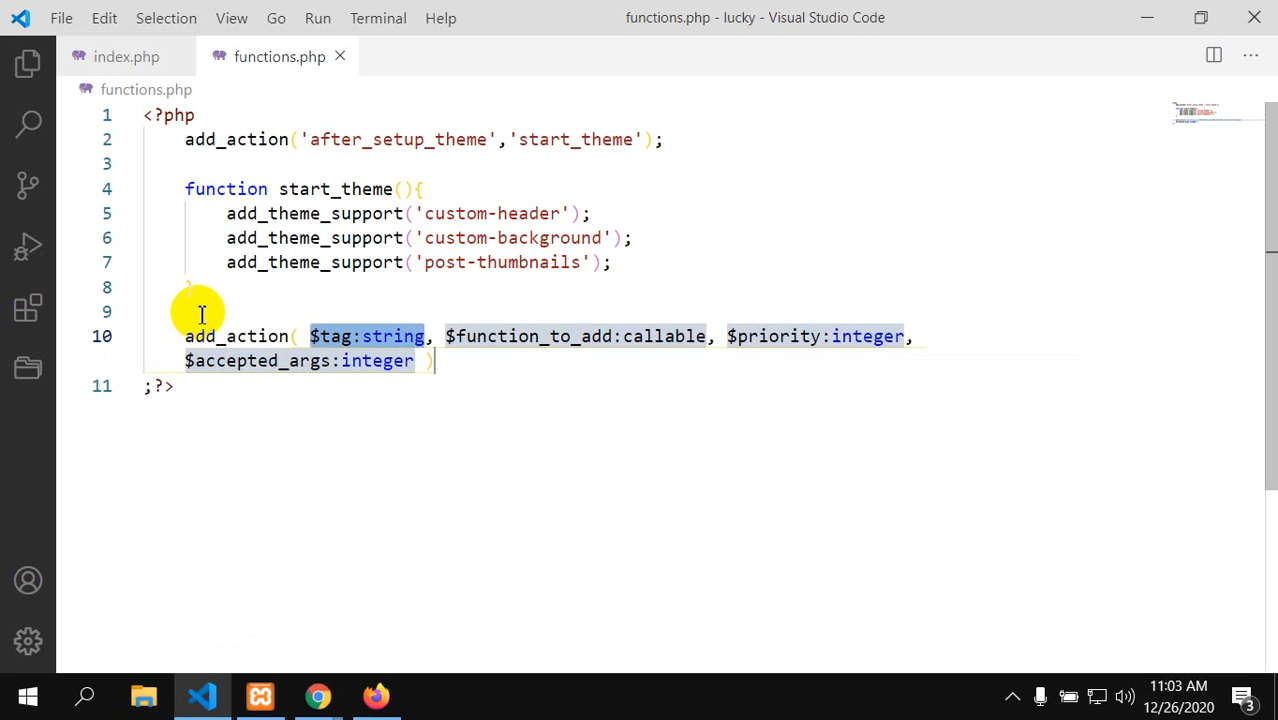 File Edit Selection View Go Run Terminal Help functions.php - lucky - Visual Studio Code
index.php functions.php
functions.php
1 <?php
2 add_action('after_setup_theme','start_theme');
3
4 function start_theme(){
5 add_theme_support('custom-header');
6 add_theme_support('custom-background');
7 add_theme_support('post-thumbnails');
8 }
9
10 add_action( $tag:string, $function_to_add:callable, $priority:integer,
$accepted_args:integer )
11 ;?>
11:03 AM
12/26/2020
3